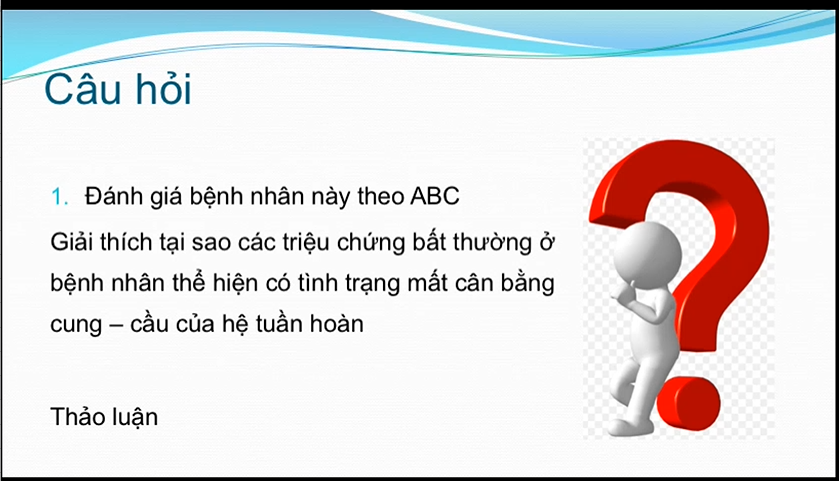 Câu hỏi
1. Đánh giá bệnh nhân này theo ABC
Giải thích tại sao các triệu chứng bất thường ở
bệnh nhân thể hiện có tình trạng mất cân bằng
cung – cầu của hệ tuần hoàn
Thảo luận